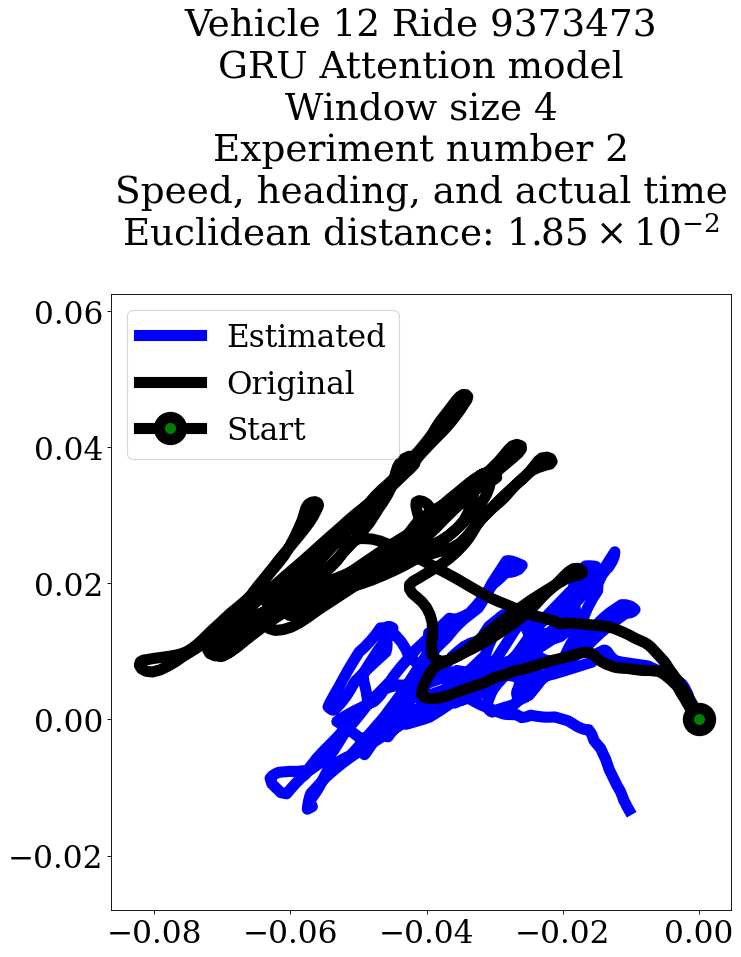 Vehicle 12 Ride 9373473
GRU Attention model
Window size 4
Experiment number 2
Speed, heading, and actual time
Euclidean distance: 1.85 × 10⁻²
0.06
Estimated
Original
0.04
Start
0.02
0.00
−0.02
−0.08 −0.06 −0.04 −0.02 0.00